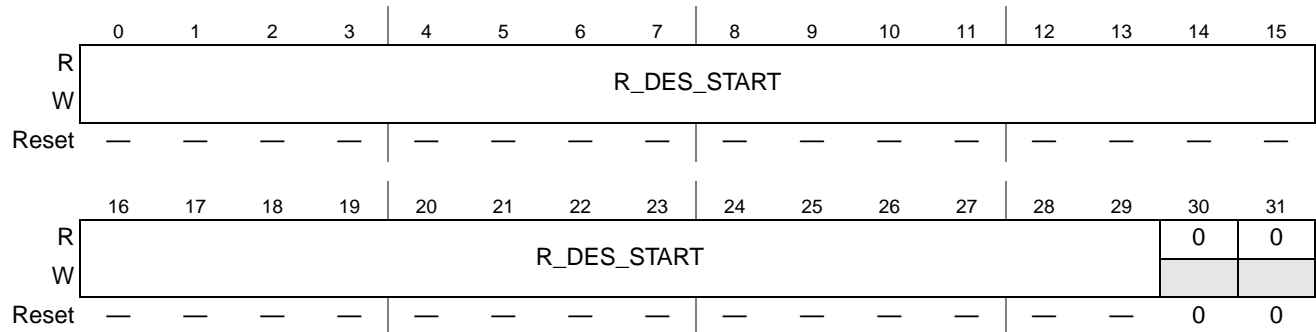 0 1 2 3 4 5 6 7 8 9 10 11 12 13 14 15
R
R_DES_START
W
Reset — — — — — — — — — — — — — — — —
16 17 18 19 20 21 22 23 24 25 26 27 28 29 30 31
R 0 0
R_DES_START
W
Reset — — — — — — — — — — — — — — 0 0